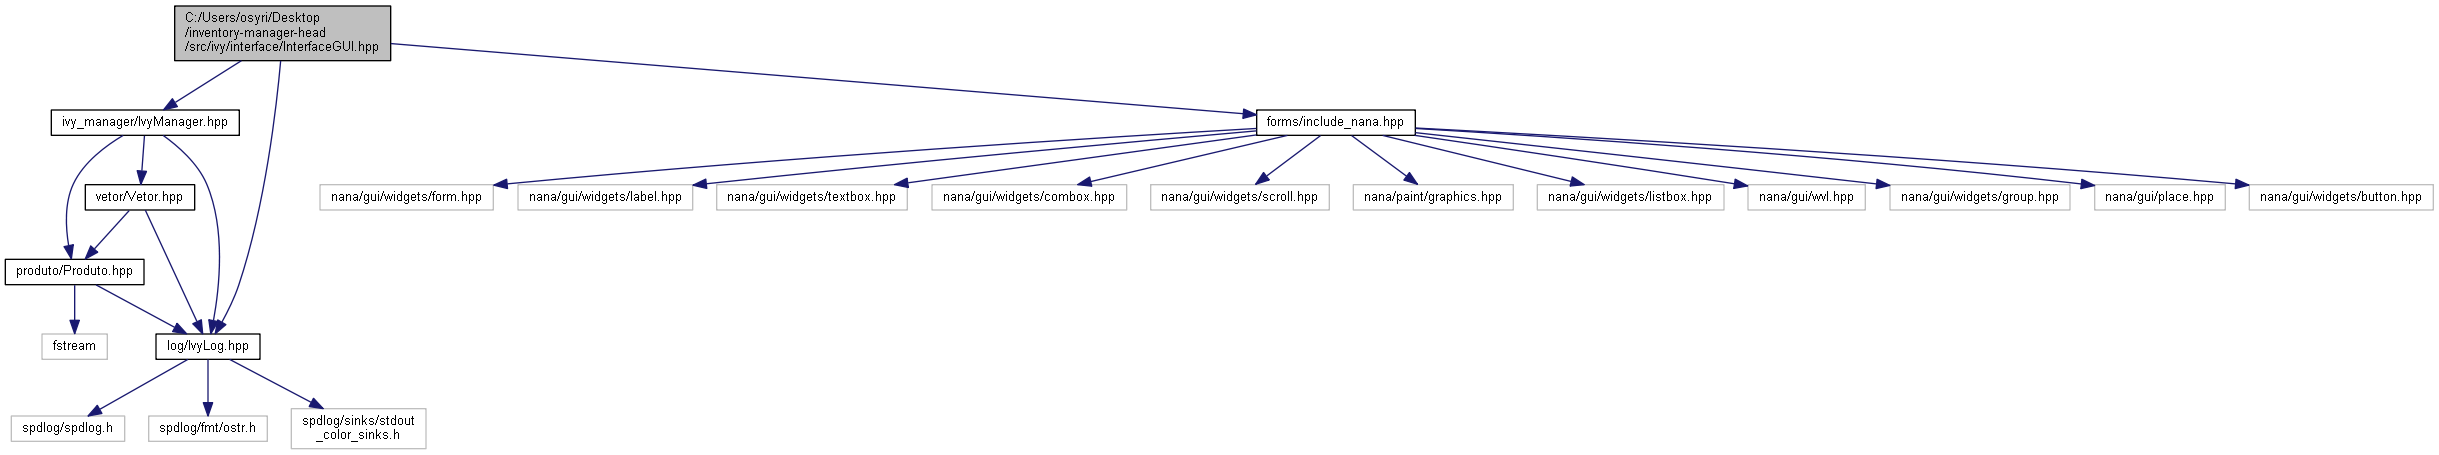 C:/Users/osyri/Desktop
/inventory-manager-head
/src/ivy/interface/InterfaceGUI.hpp
ivy_manager/IvyManager.hpp
forms/include_nana.hpp
vetor/Vetor.hpp
nana/gui/widgets/form.hpp
nana/gui/widgets/label.hpp
nana/gui/widgets/textbox.hpp
nana/gui/widgets/combox.hpp
nana/gui/widgets/scroll.hpp
nana/paint/graphics.hpp
nana/gui/widgets/listbox.hpp
nana/gui/wvl.hpp
nana/gui/widgets/group.hpp
nana/gui/place.hpp
nana/gui/widgets/button.hpp
produto/Produto.hpp
fstream
log/IvyLog.hpp
spdlog/spdlog.h
spdlog/fmt/ostr.h
spdlog/sinks/stdout
_color_sinks.h